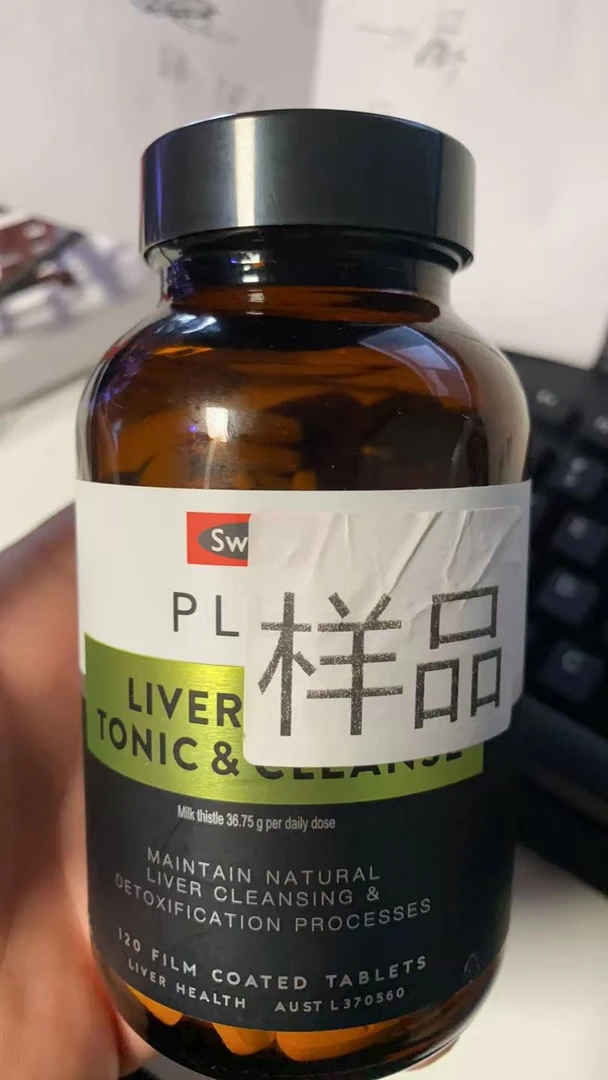 Sw
PL
样品
LIVER
TONIC & CLEANSE
Milk thistle 36.75 g per daily dose
MAINTAIN NATURAL
LIVER CLEANSING &
DETOXIFICATION PROCESSES
120 FILM COATED TABLETS
LIVER HEALTH AUST L370560